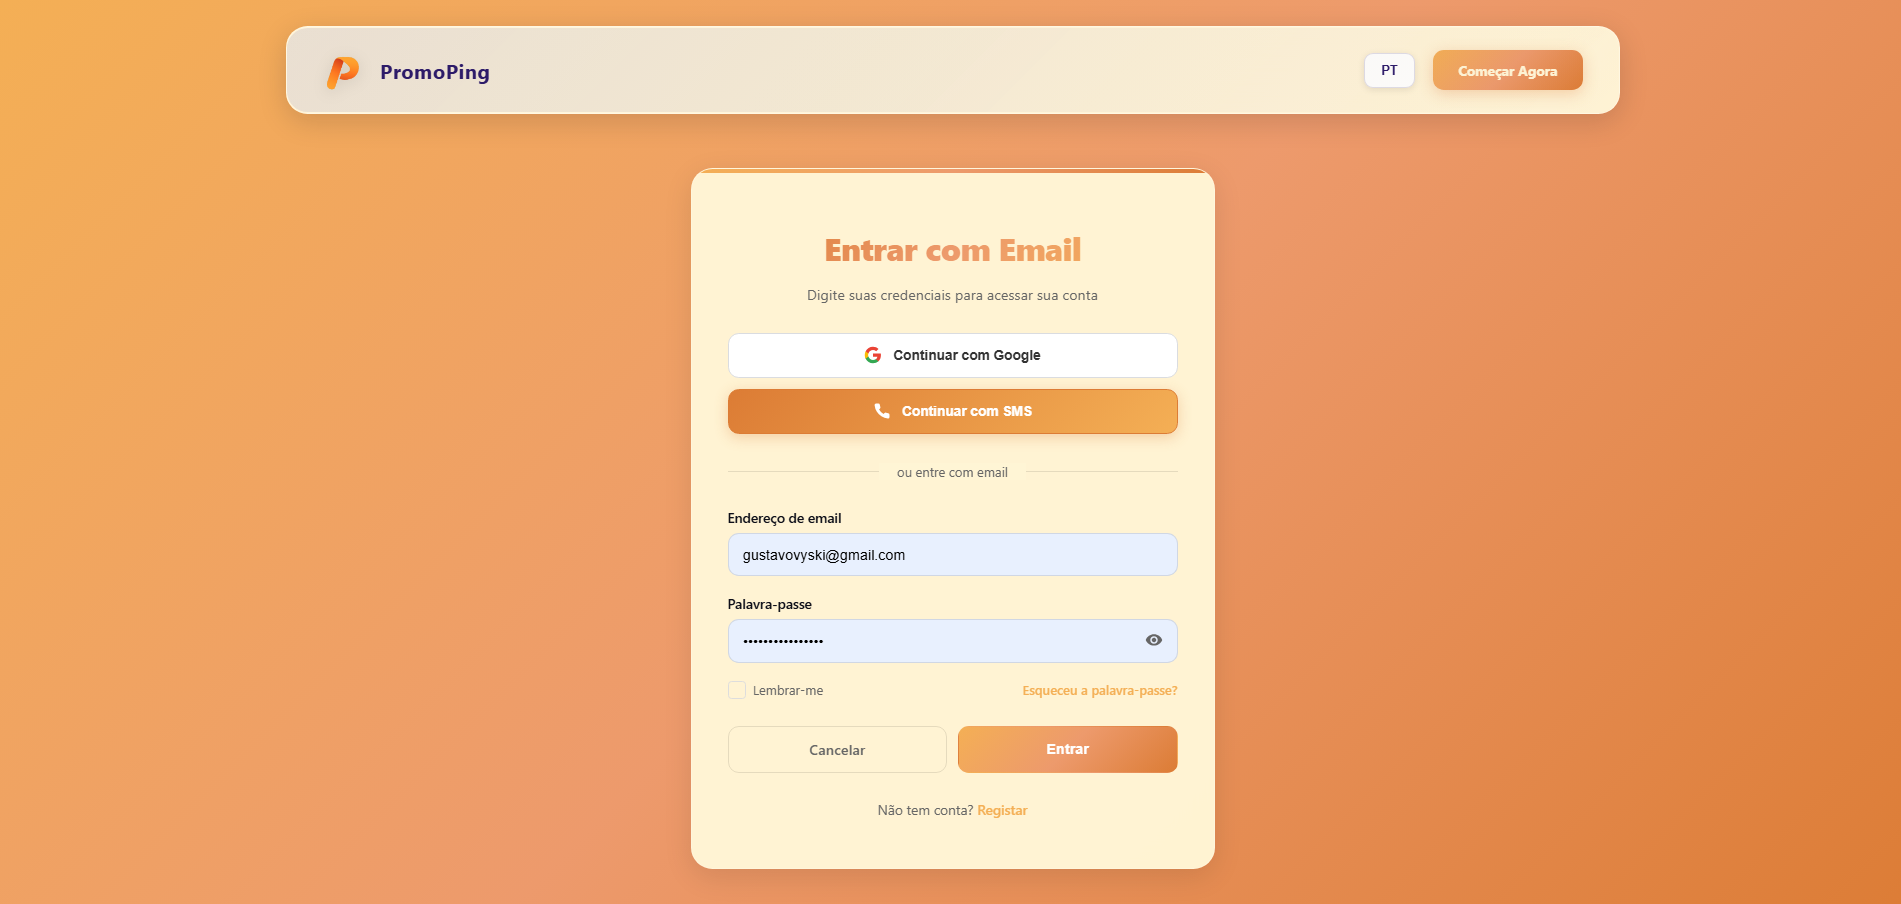 PromoPing
PT
Começar Agora
Entrar com Email
Digite suas credenciais para acessar sua conta
Continuar com Google
Continuar com SMS
ou entre com email
Endereço de email
gustavovyski@gmail.com
Palavra-passe
••••••••••••••••
Lembrar-me
Esqueceu a palavra-passe?
Cancelar
Entrar
Não tem conta? Registar